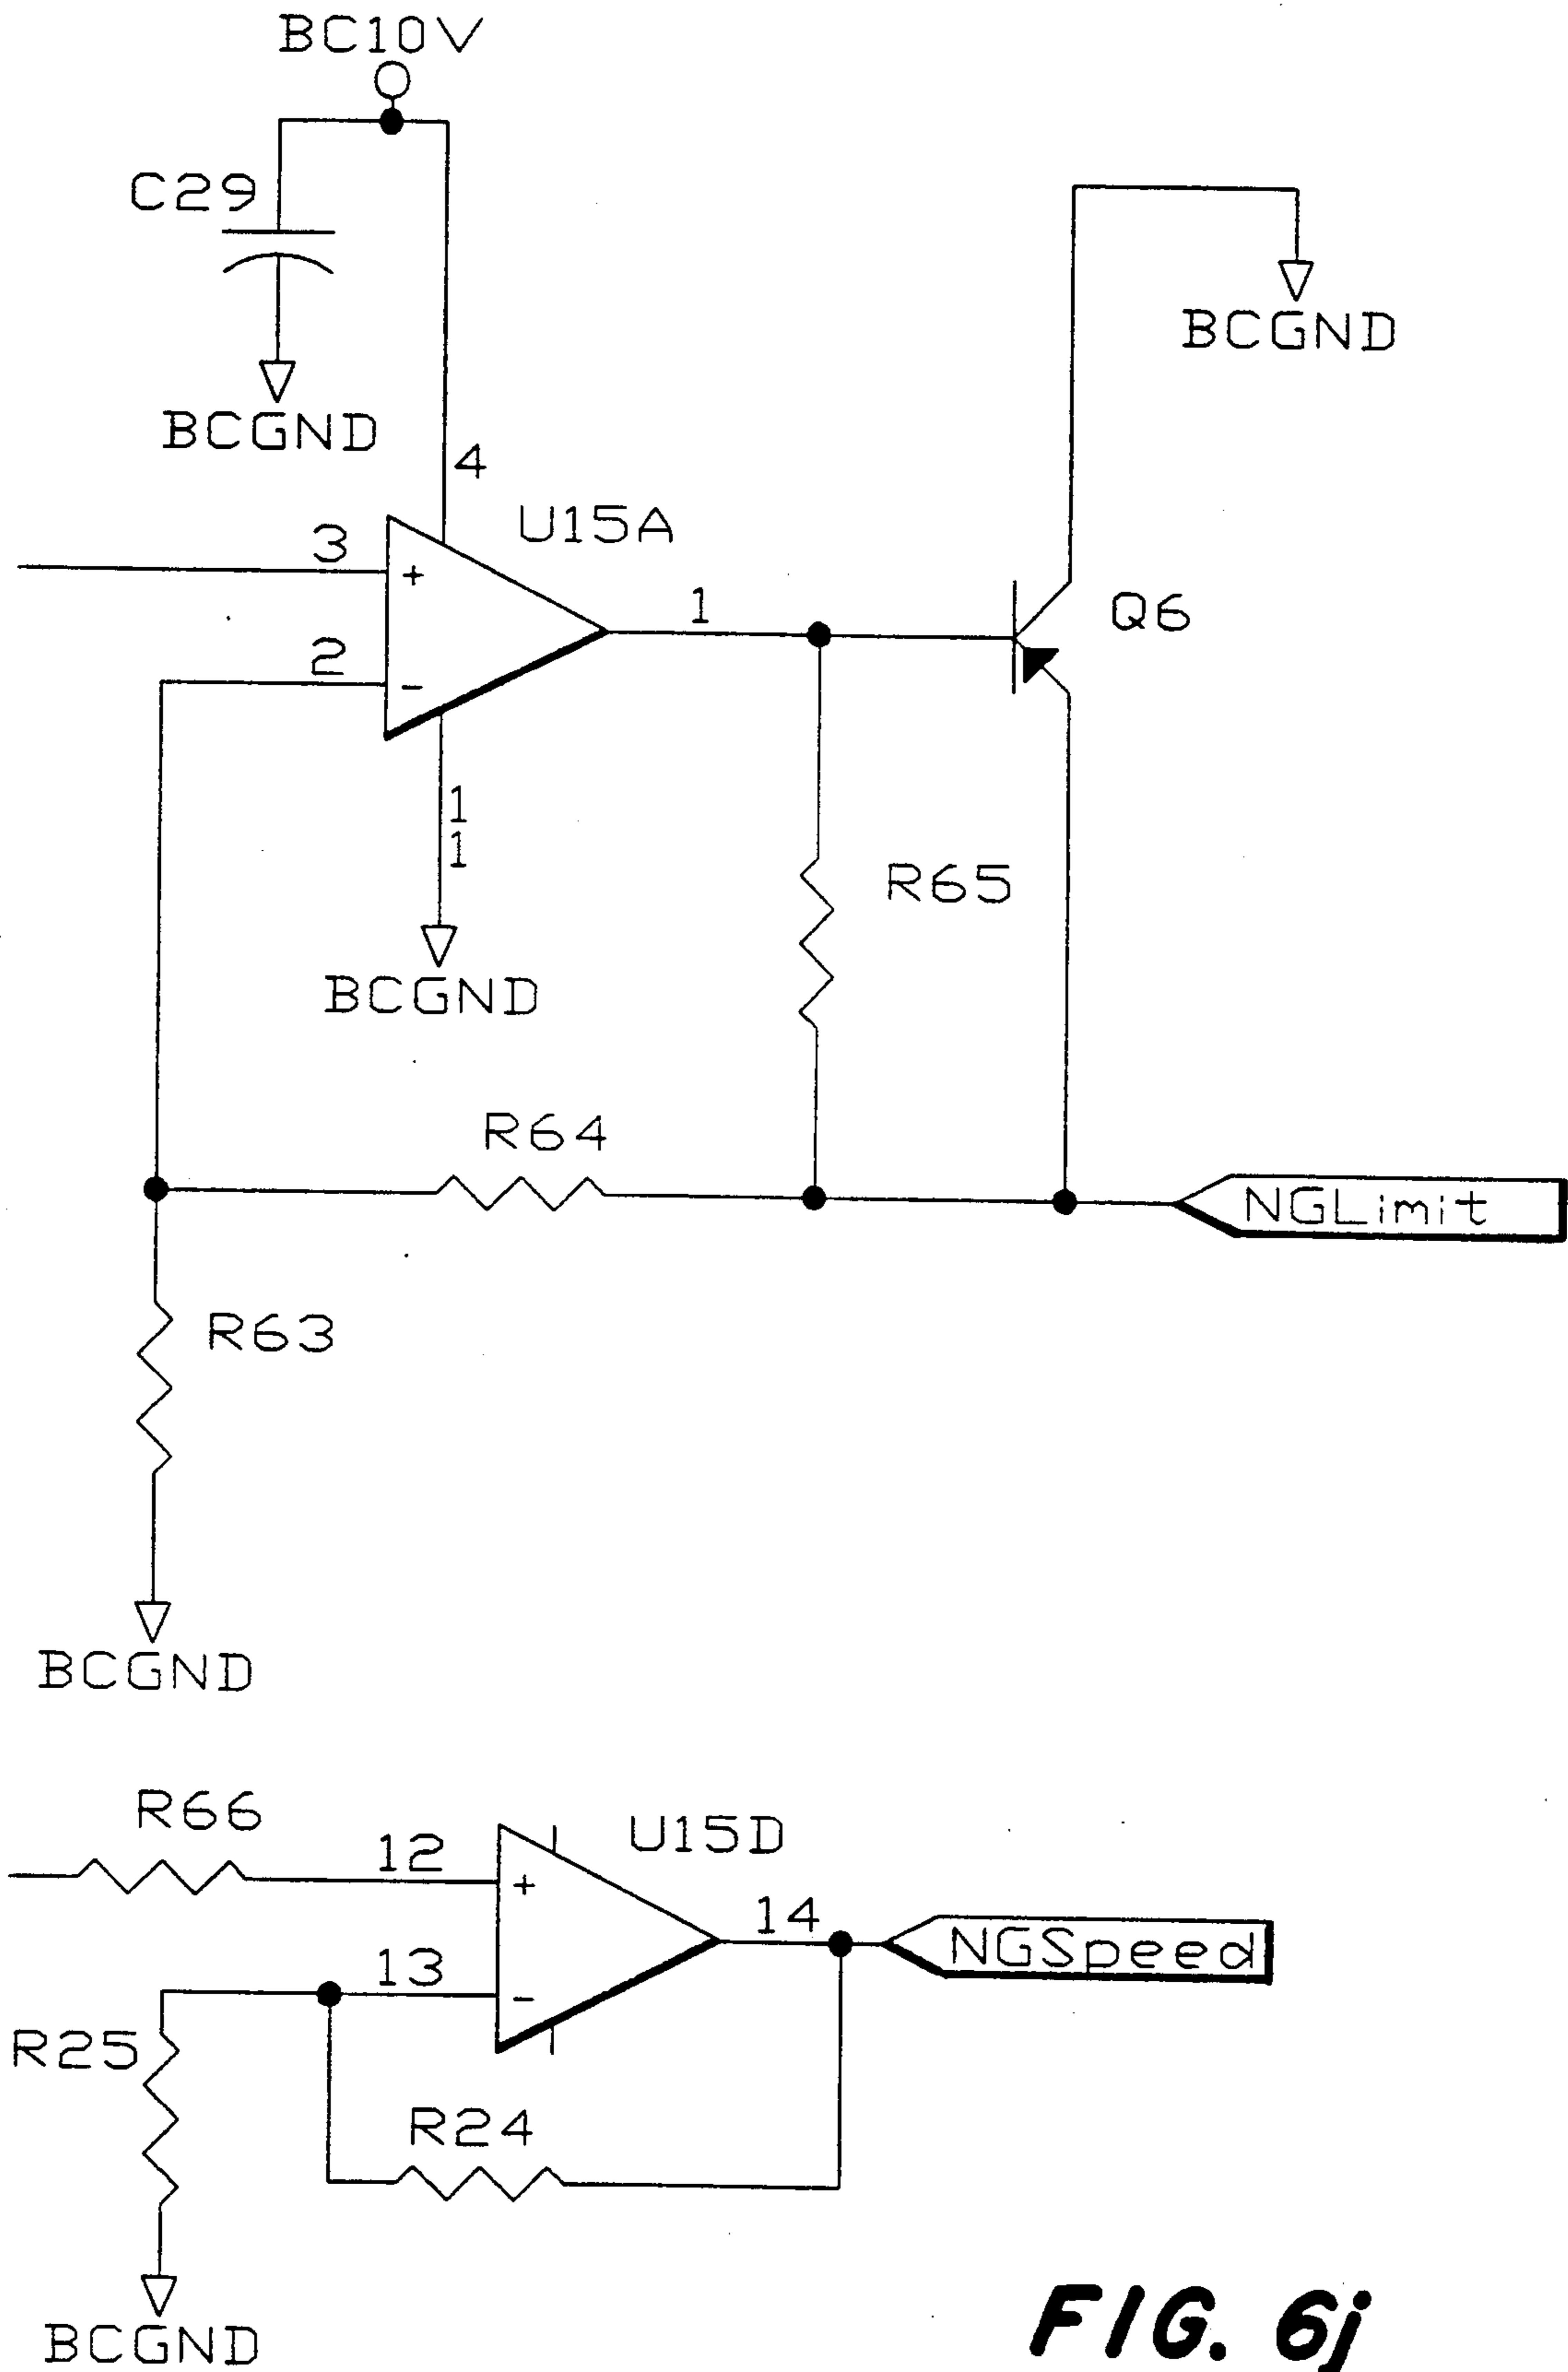 BC10V
C29
BCGND
BCGND
4
U15A
3
+
1
Q6
2
-
1
1
R65
BCGND
R64
NGLimit
R63
BCGND
R66
U15D
12
+
14
NGSpeed
13
-
R25
R24
BCGND
FIG. 6j